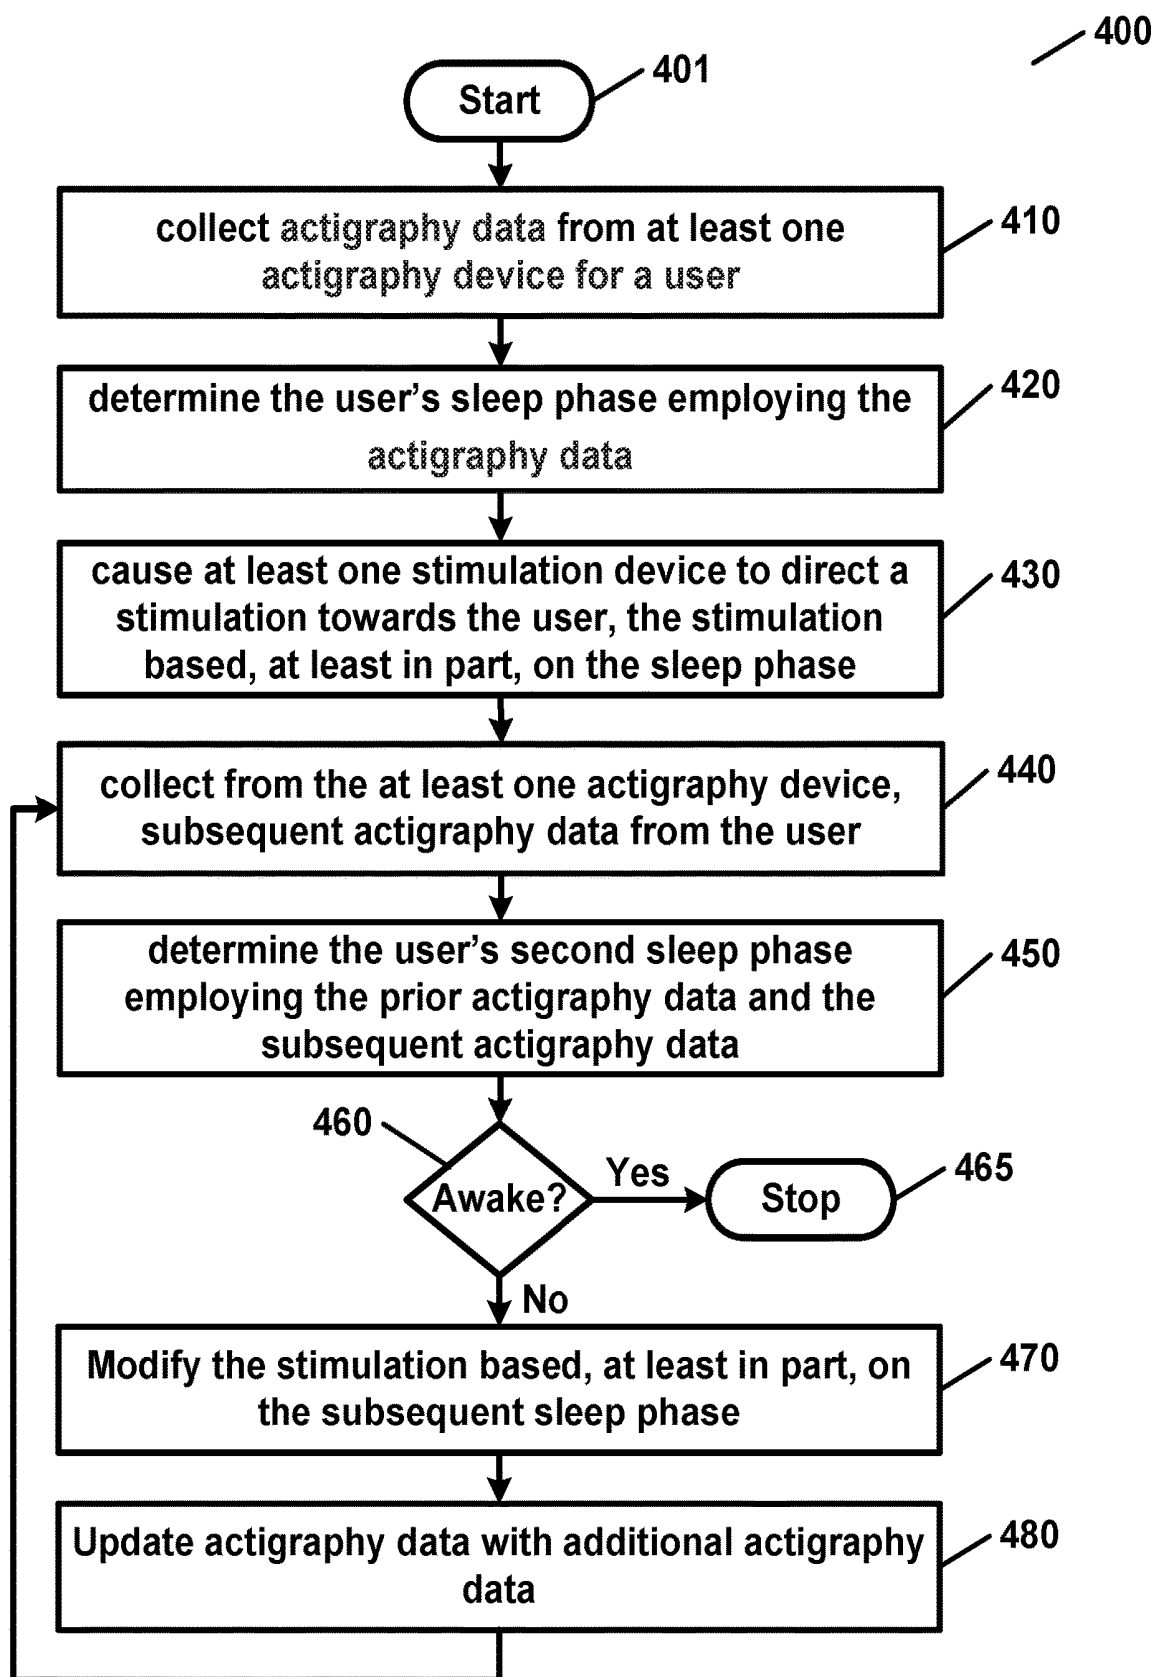 400
Start
401
collect actigraphy data from at least one
actigraphy device for a user
410
determine the user's sleep phase employing the
actigraphy data
420
cause at least one stimulation device to direct a
stimulation towards the user, the stimulation
based, at least in part, on the sleep phase
430
collect from the at least one actigraphy device,
subsequent actigraphy data from the user
440
determine the user's second sleep phase
employing the prior actigraphy data and the
subsequent actigraphy data
450
460
Awake?
Yes
Stop
465
No
Modify the stimulation based, at least in part, on
the subsequent sleep phase
470
Update actigraphy data with additional actigraphy
data
480